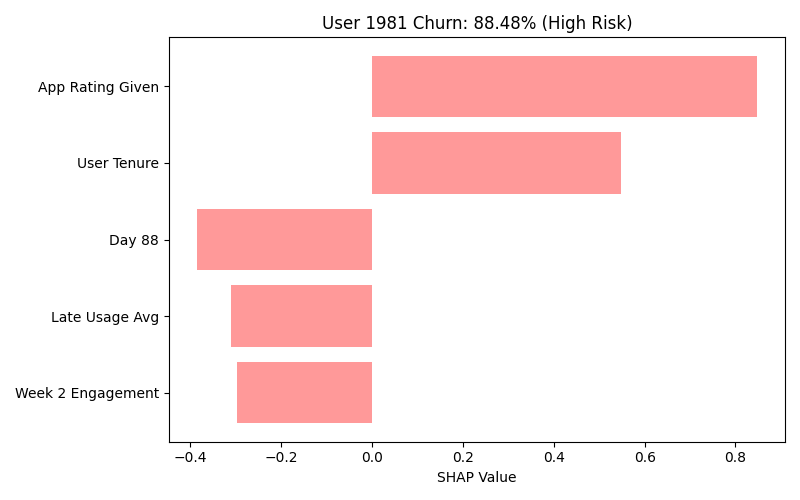 User 1981 Churn: 88.48% (High Risk)
App Rating Given
User Tenure
Day 88
Late Usage Avg
Week 2 Engagement
−0.4 −0.2 0.0 0.2 0.4 0.6 0.8
SHAP Value